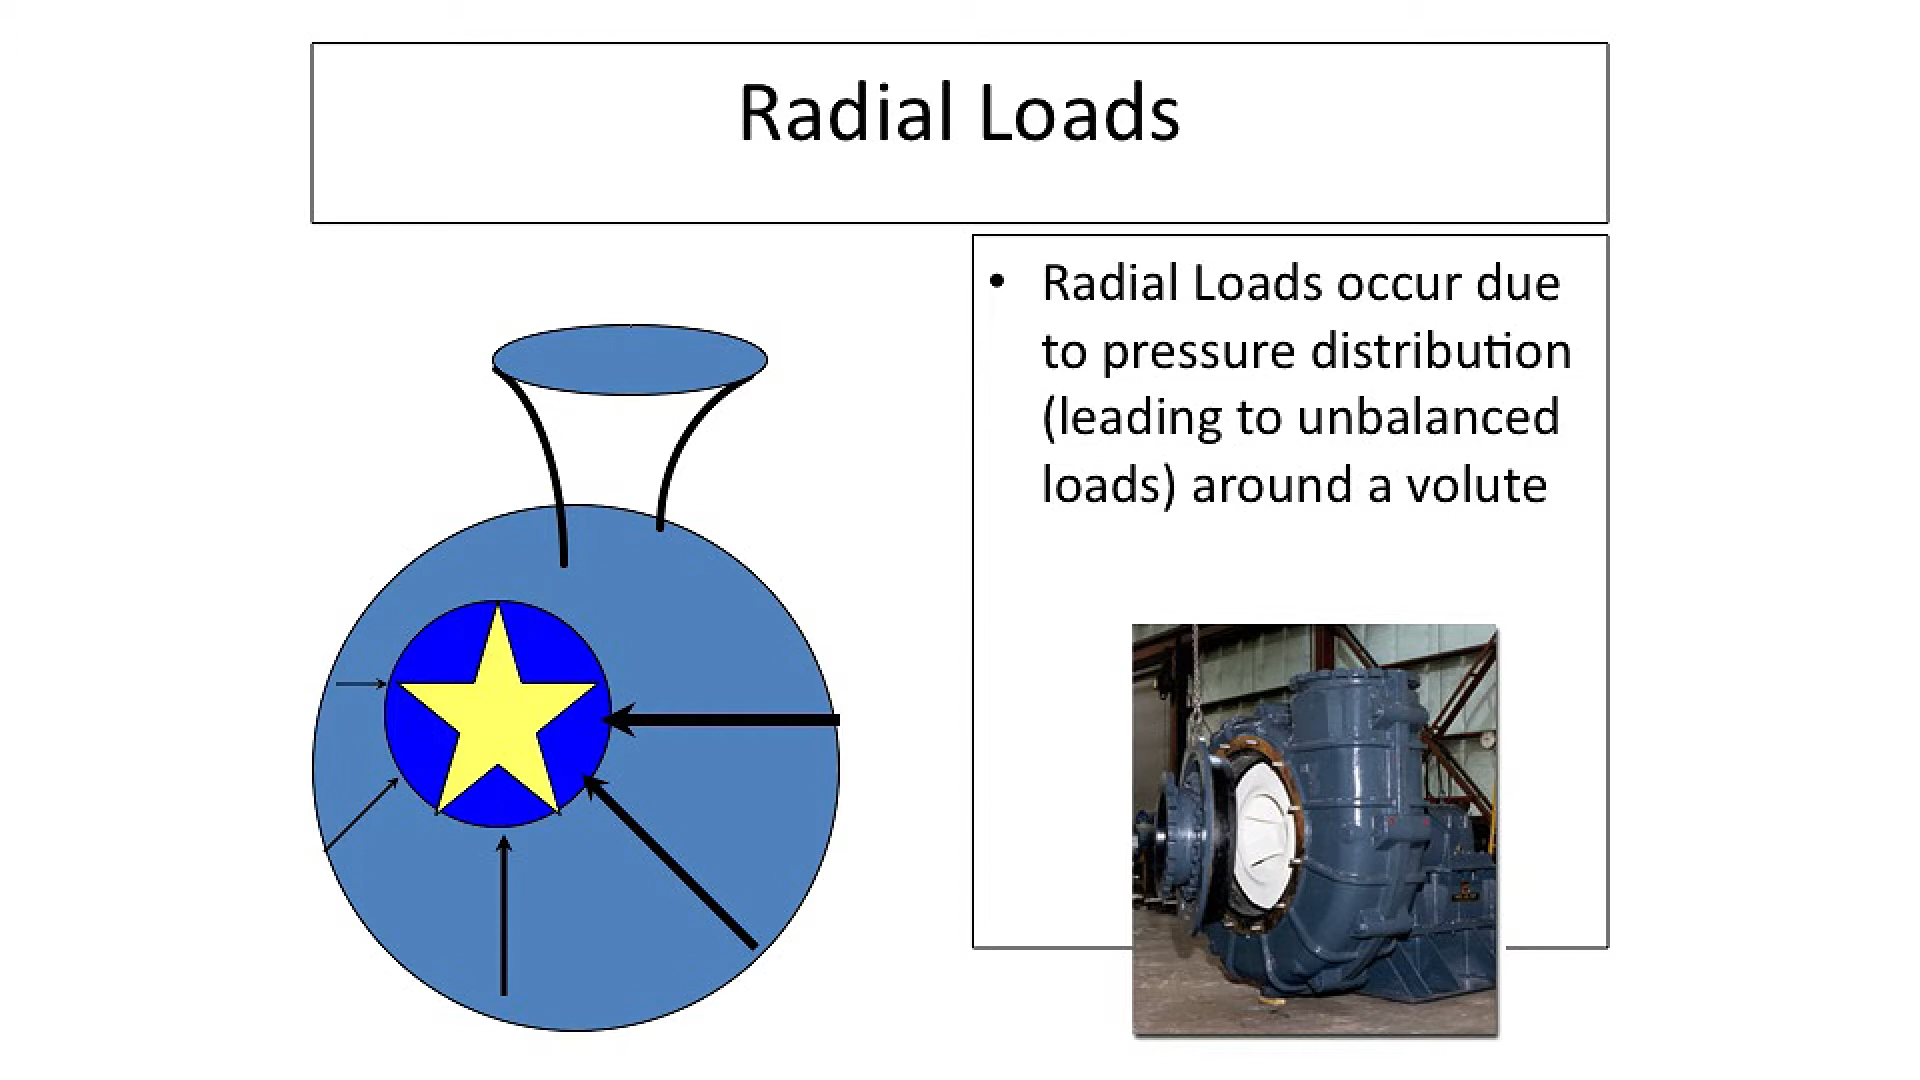 Radial Loads
• Radial Loads occur due
to pressure distribution
(leading to unbalanced
loads) around a volute